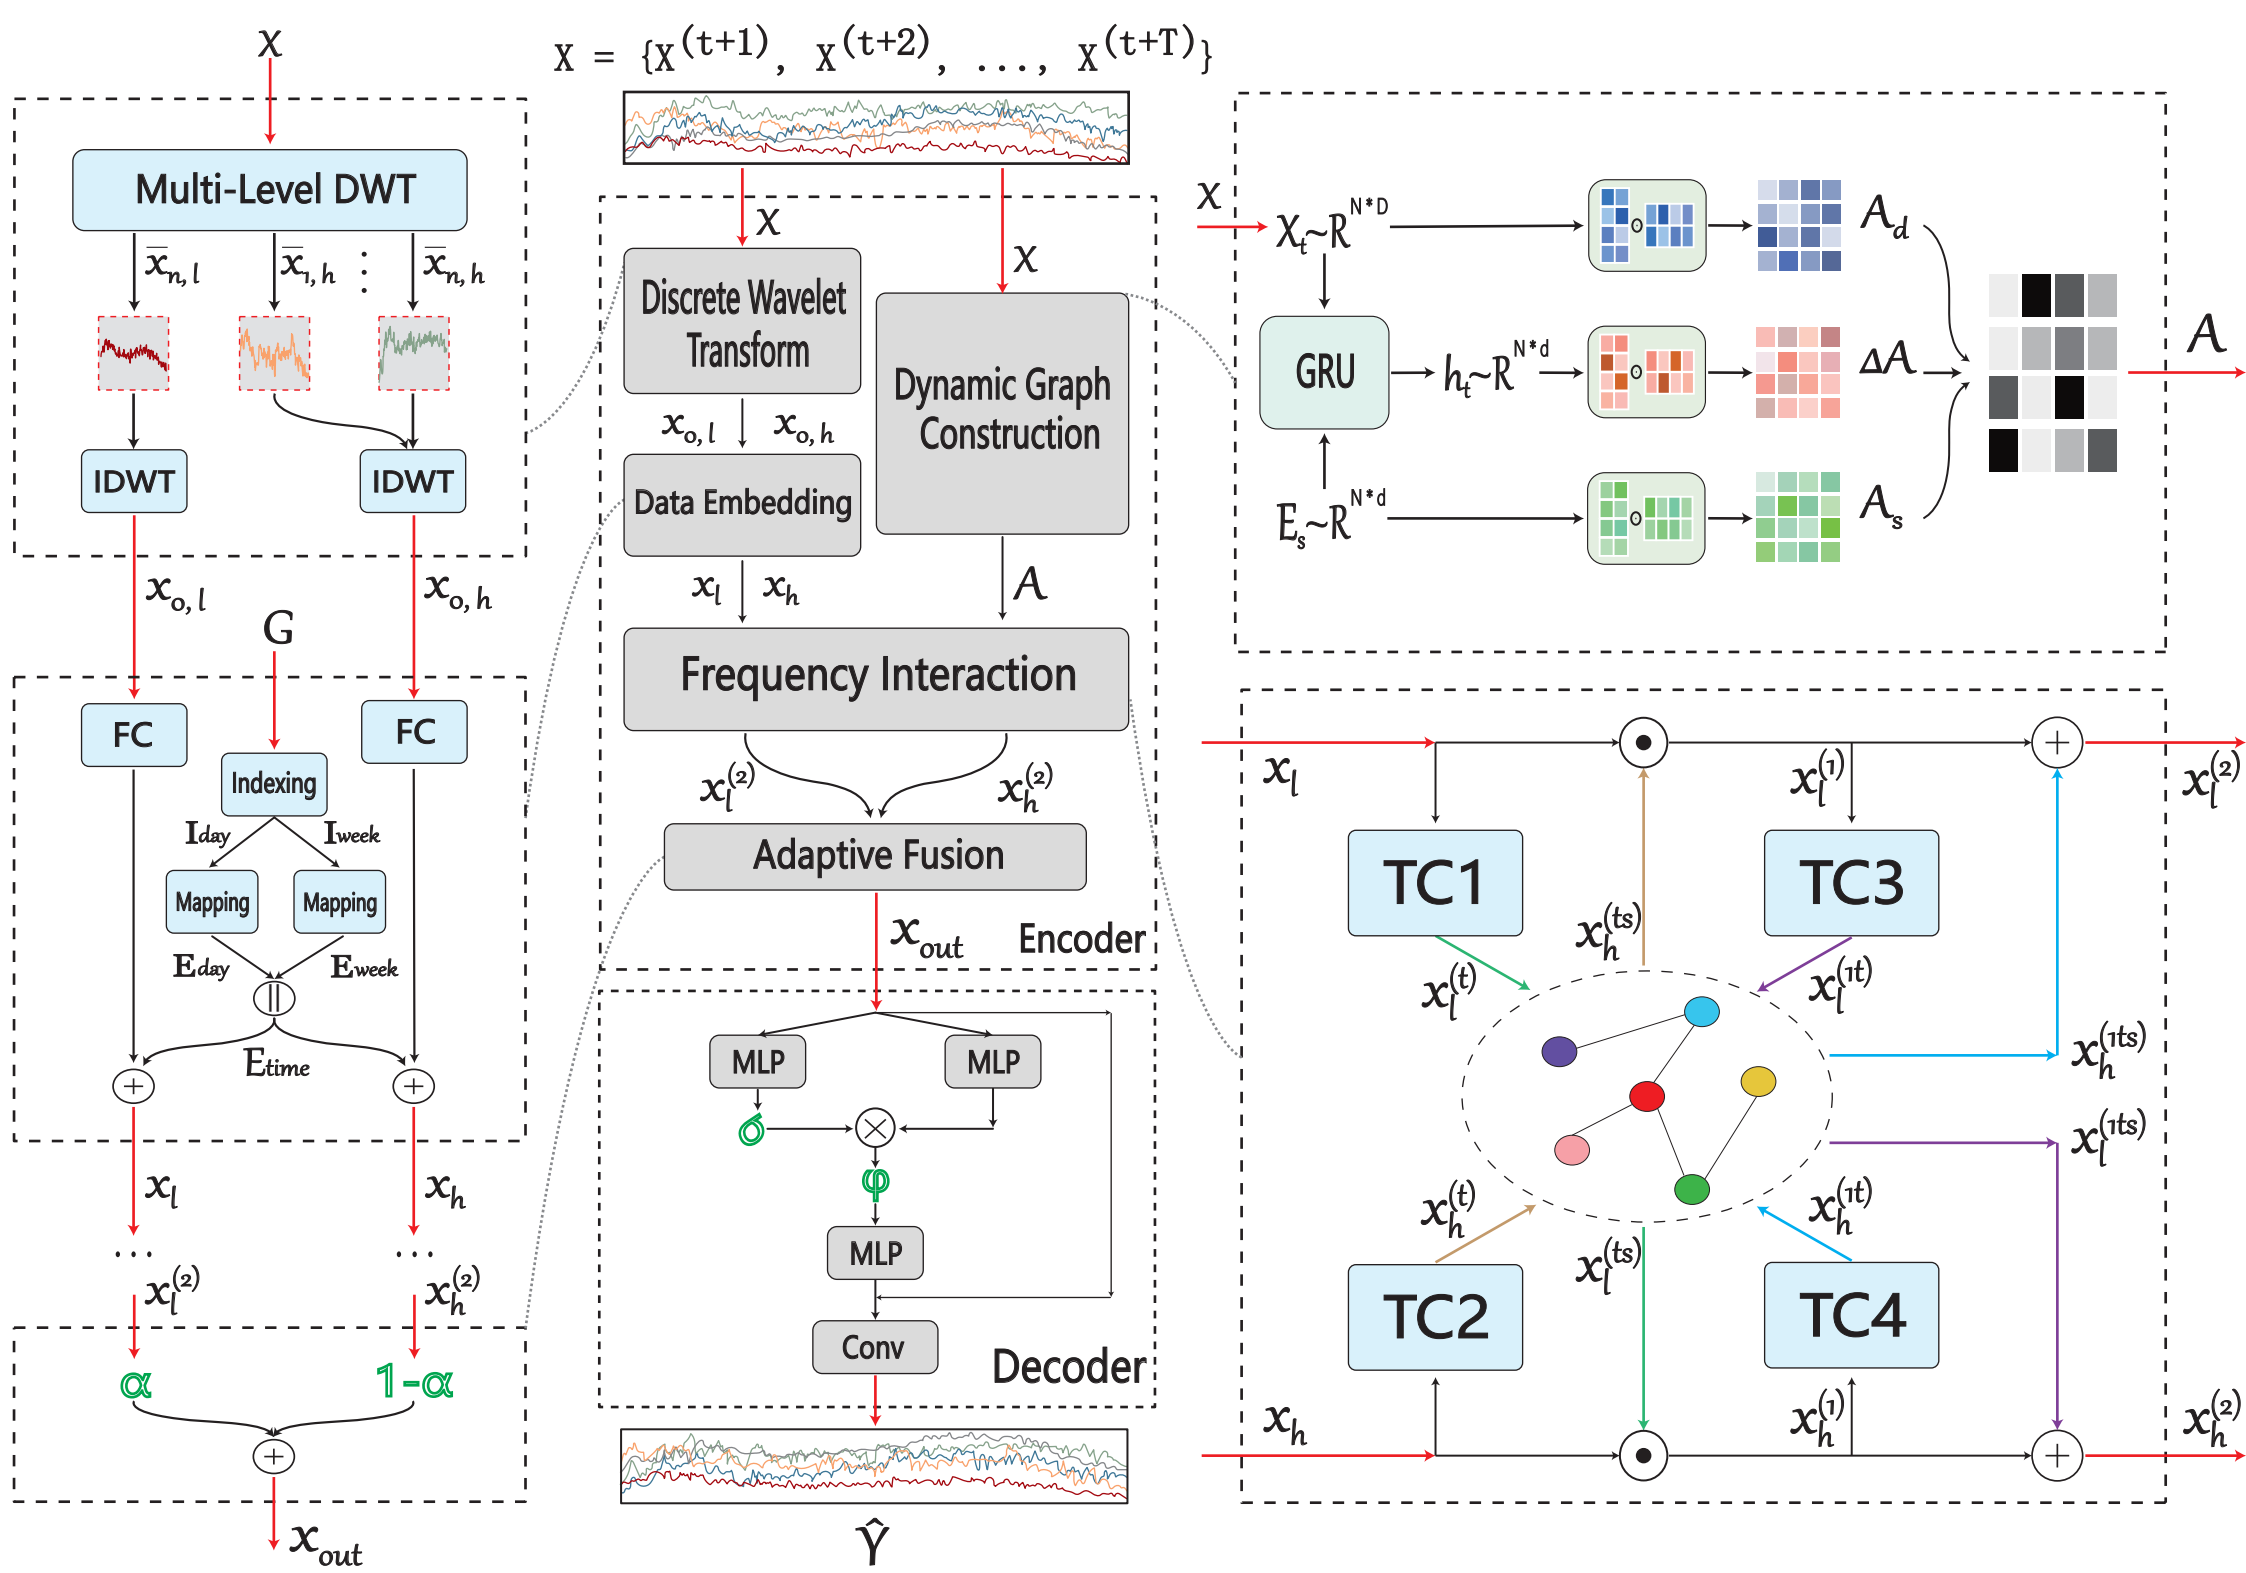 X
Multi-Level DWT
x̄n, l
x̄1, h
⋮
x̄n, h
IDWT
IDWT
xo, l
xo, h
G
FC
FC
Indexing
Iday
Iweek
Mapping
Mapping
Eday
Eweek
||
Etime
+
+
xl
xh
...
...
xl(2)
xh(2)
α
1-α
+
xout
X = {X(t+1), X(t+2), ..., X(t+T)}
X
X
Discrete Wavelet
Transform
Dynamic Graph
Construction
xo, l
xo, h
Data Embedding
xl
xh
A
Frequency Interaction
xl(2)
xh(2)
Adaptive Fusion
xout
Encoder
MLP
MLP
σ
×
φ
MLP
Conv
Decoder
Ŷ
X
Xt~RN*D
Ad
GRU
ht~RN*d
ΔA
A
Es~RN*d
As
xl
xl(1)
+
xl(2)
TC1
TC3
xh(ts)
xl(t)
xl(1t)
xh(1ts)
xl(1ts)
xh(t)
xl(ts)
xh(1t)
TC2
TC4
xh
xh(1)
+
xh(2)